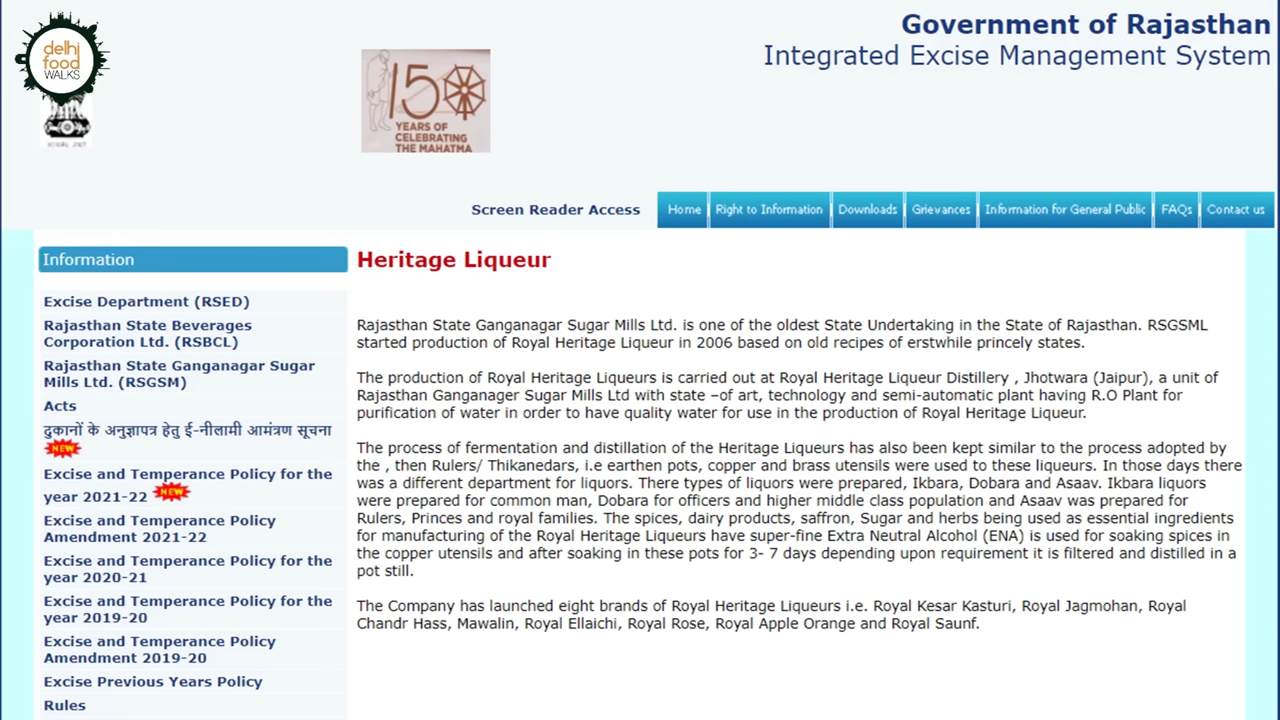 delhi
food
WALKS
Government of Rajasthan
Integrated Excise Management System
150
YEARS OF
CELEBRATING
THE MAHATMA
Screen Reader Access
Home
Right to Information
Downloads
Grievances
Information for General Public
FAQs
Contact us
Information
Excise Department (RSED)
Rajasthan State Beverages
Corporation Ltd. (RSBCL)
Rajasthan State Ganganagar Sugar
Mills Ltd. (RSGSM)
Acts
दुकानों के अनुज्ञापत्र हेतु ई-नीलामी आमंत्रण सूचना
NEW
Excise and Temperance Policy for the
year 2021-22 NEW
Excise and Temperance Policy
Amendment 2021-22
Excise and Temperance Policy for the
year 2020-21
Excise and Temperance Policy for the
year 2019-20
Excise and Temperance Policy
Amendment 2019-20
Excise Previous Years Policy
Rules
Heritage Liqueur
Rajasthan State Ganganagar Sugar Mills Ltd. is one of the oldest State Undertaking in the State of Rajasthan. RSGSML
started production of Royal Heritage Liqueur in 2006 based on old recipes of erstwhile princely states.
The production of Royal Heritage Liqueurs is carried out at Royal Heritage Liqueur Distillery , Jhotwara (Jaipur), a unit of
Rajasthan Ganganager Sugar Mills Ltd with state –of art, technology and semi-automatic plant having R.O Plant for
purification of water in order to have quality water for use in the production of Royal Heritage Liqueur.
The process of fermentation and distillation of the Heritage Liqueurs has also been kept similar to the process adopted by
the , then Rulers/ Thikanedars, i.e earthen pots, copper and brass utensils were used to these liqueurs. In those days there
was a different department for liquors. There types of liquors were prepared, Ikbara, Dobara and Asaav. Ikbara liquors
were prepared for common man, Dobara for officers and higher middle class population and Asaav was prepared for
Rulers, Princes and royal families. The spices, dairy products, saffron, Sugar and herbs being used as essential ingredients
for manufacturing of the Royal Heritage Liqueurs have super-fine Extra Neutral Alcohol (ENA) is used for soaking spices in
the copper utensils and after soaking in these pots for 3- 7 days depending upon requirement it is filtered and distilled in a
pot still.
The Company has launched eight brands of Royal Heritage Liqueurs i.e. Royal Kesar Kasturi, Royal Jagmohan, Royal
Chandr Hass, Mawalin, Royal Ellaichi, Royal Rose, Royal Apple Orange and Royal Saunf.